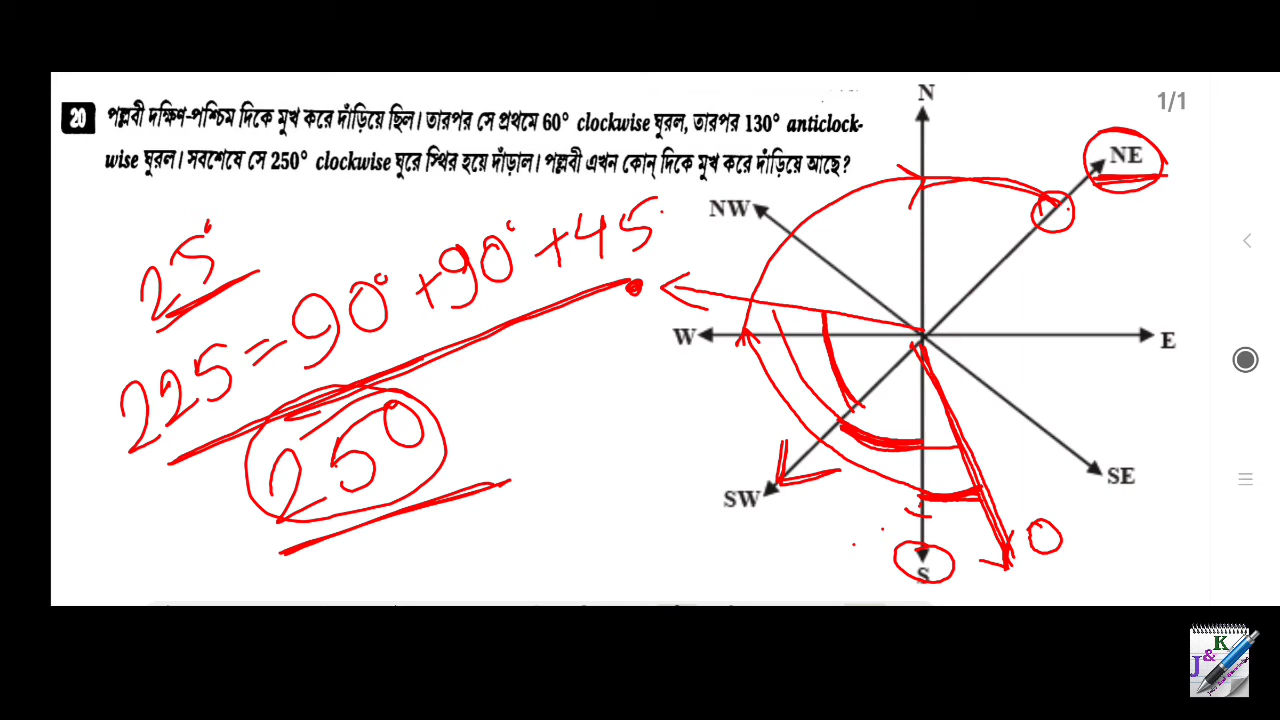 20 পল্লবী দক্ষিণ-পশ্চিম দিকে মুখ করে দাঁড়িয়ে ছিল। তারপর সে প্রথমে 60° clockwise ঘুরল, তারপর 130° anticlock-
wise ঘুরল। সবশেষে সে 250° clockwise ঘুরে স্থির হয়ে দাঁড়াল। পল্লবী এখন কোন্ দিকে মুখ করে দাঁড়িয়ে আছে?
1/1
N
NE
NW
W
E
SW
SE
S
25°
225 = 90° + 90° + 45
250
J & K